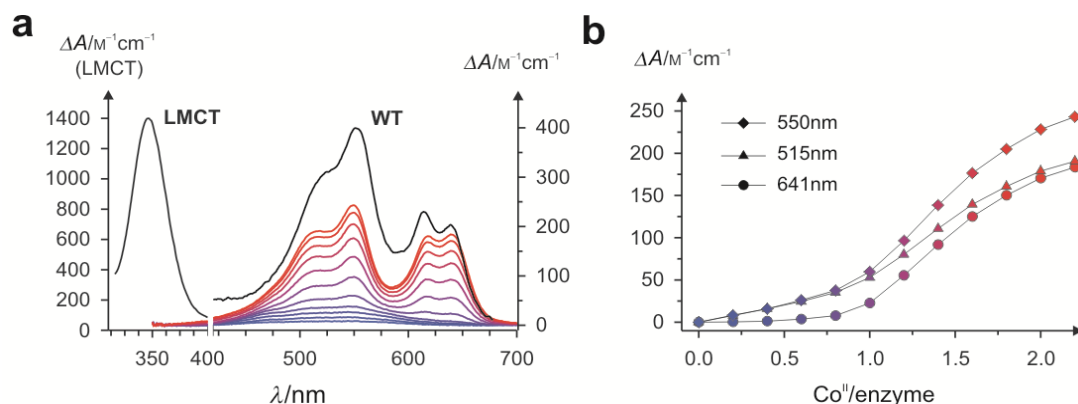 a
ΔA/M⁻¹cm⁻¹
(LMCT)
ΔA/M⁻¹cm⁻¹
1400
1200
1000
800
600
400
200
0
LMCT
WT
400
300
200
100
0
350
400
500
600
700
λ/nm
b
ΔA/M⁻¹cm⁻¹
250
200
150
100
50
0
550nm
515nm
641nm
0.0
0.5
1.0
1.5
2.0
Coᴵᴵ/enzyme